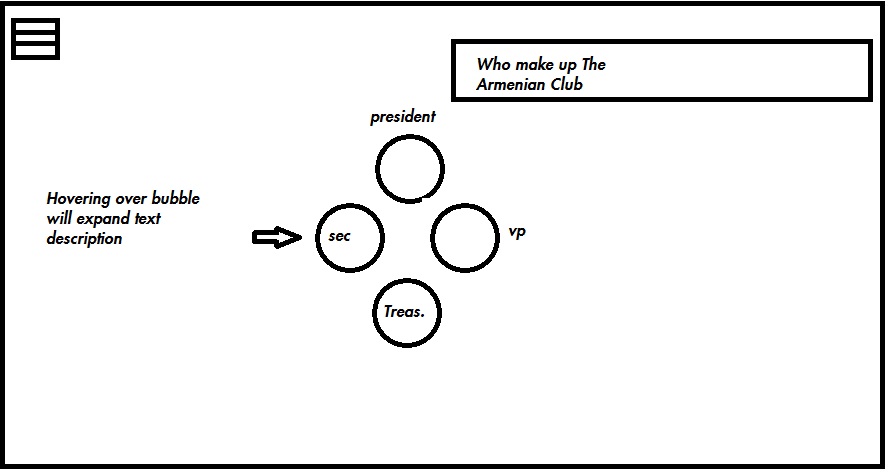 Who make up The
Armenian Club
president
Hovering over bubble
will expand text
description
sec
vp
Treas.